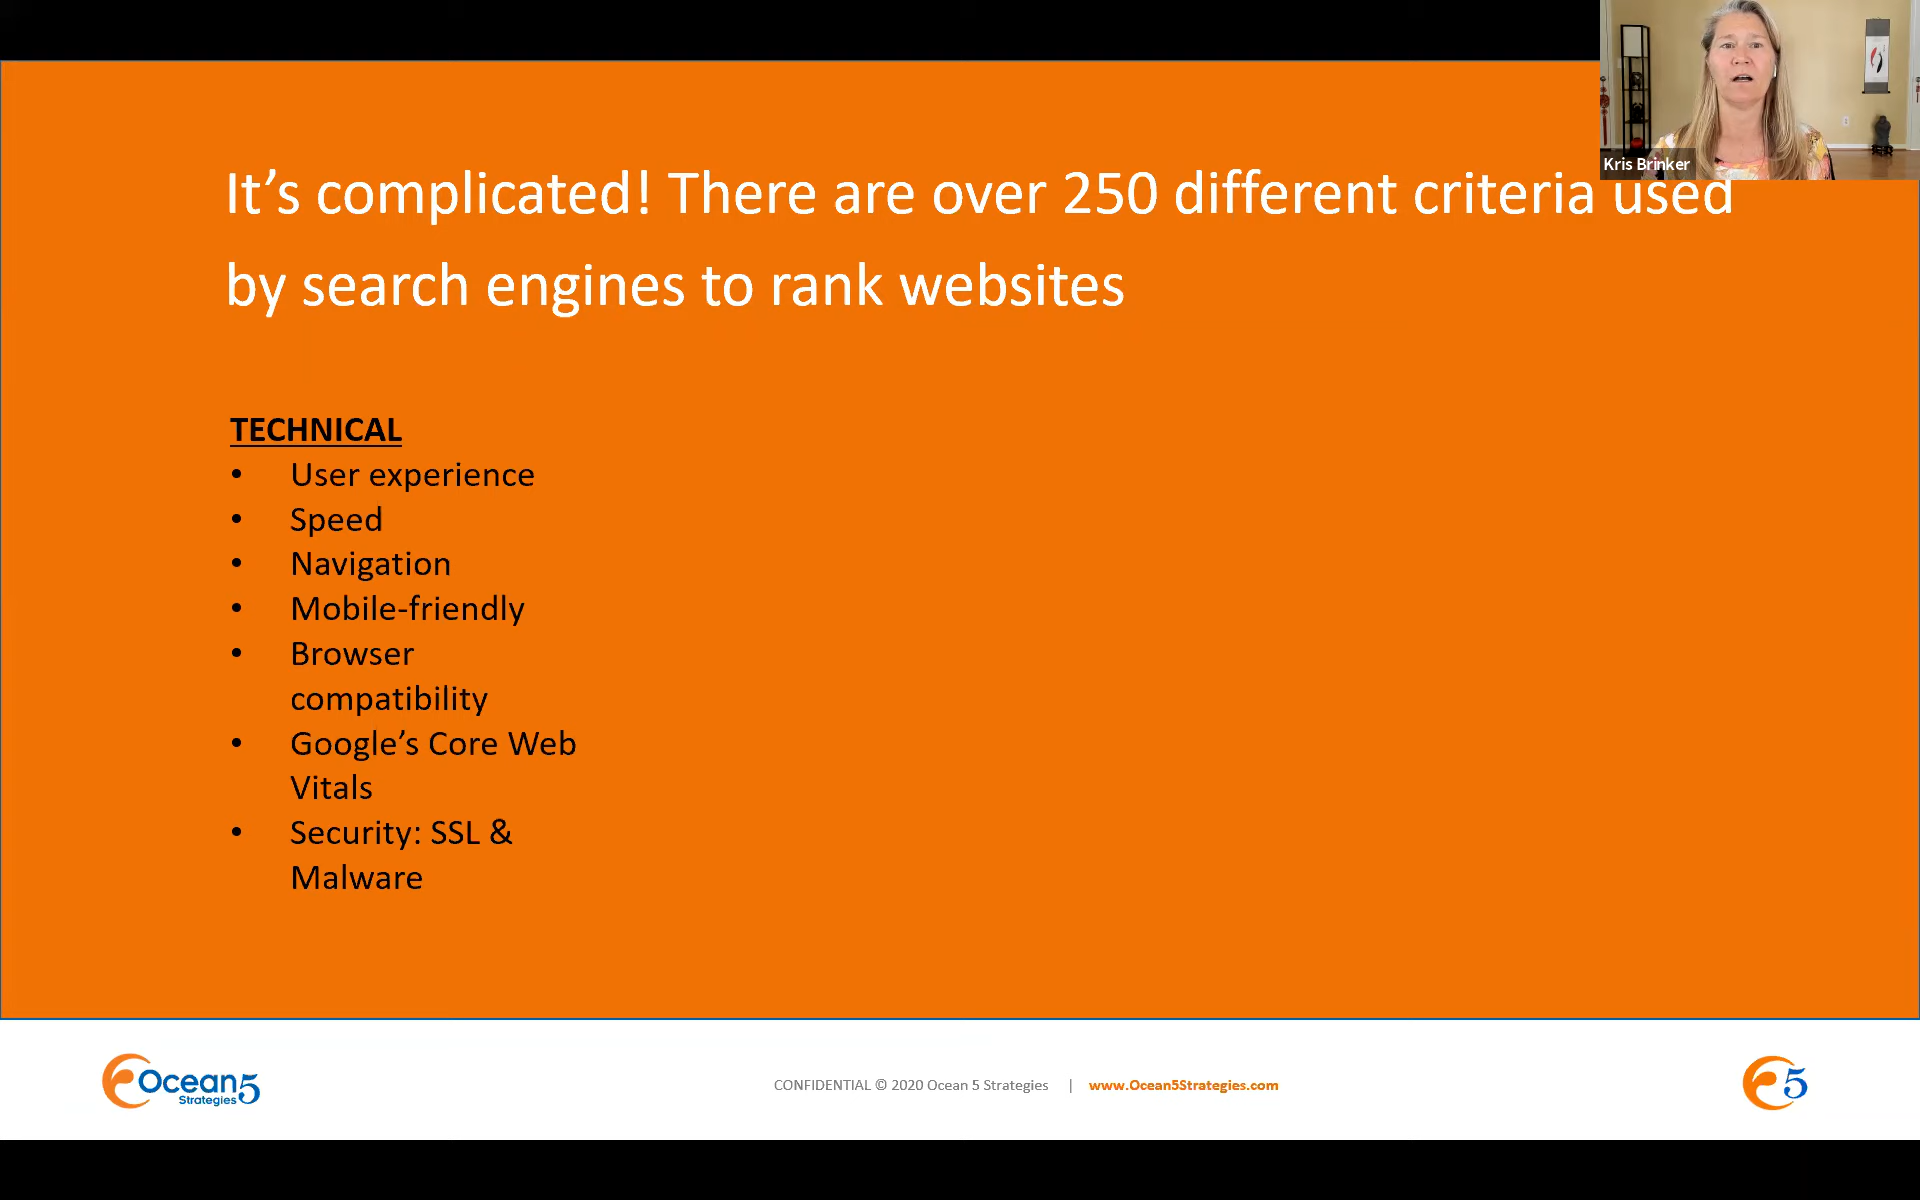 Kris Brinker
It’s complicated! There are over 250 different criteria used
by search engines to rank websites
TECHNICAL
• User experience
• Speed
• Navigation
• Mobile-friendly
• Browser
compatibility
• Google’s Core Web
Vitals
• Security: SSL &
Malware
Ocean5
Strategies
CONFIDENTIAL © 2020 Ocean 5 Strategies | www.Ocean5Strategies.com
5